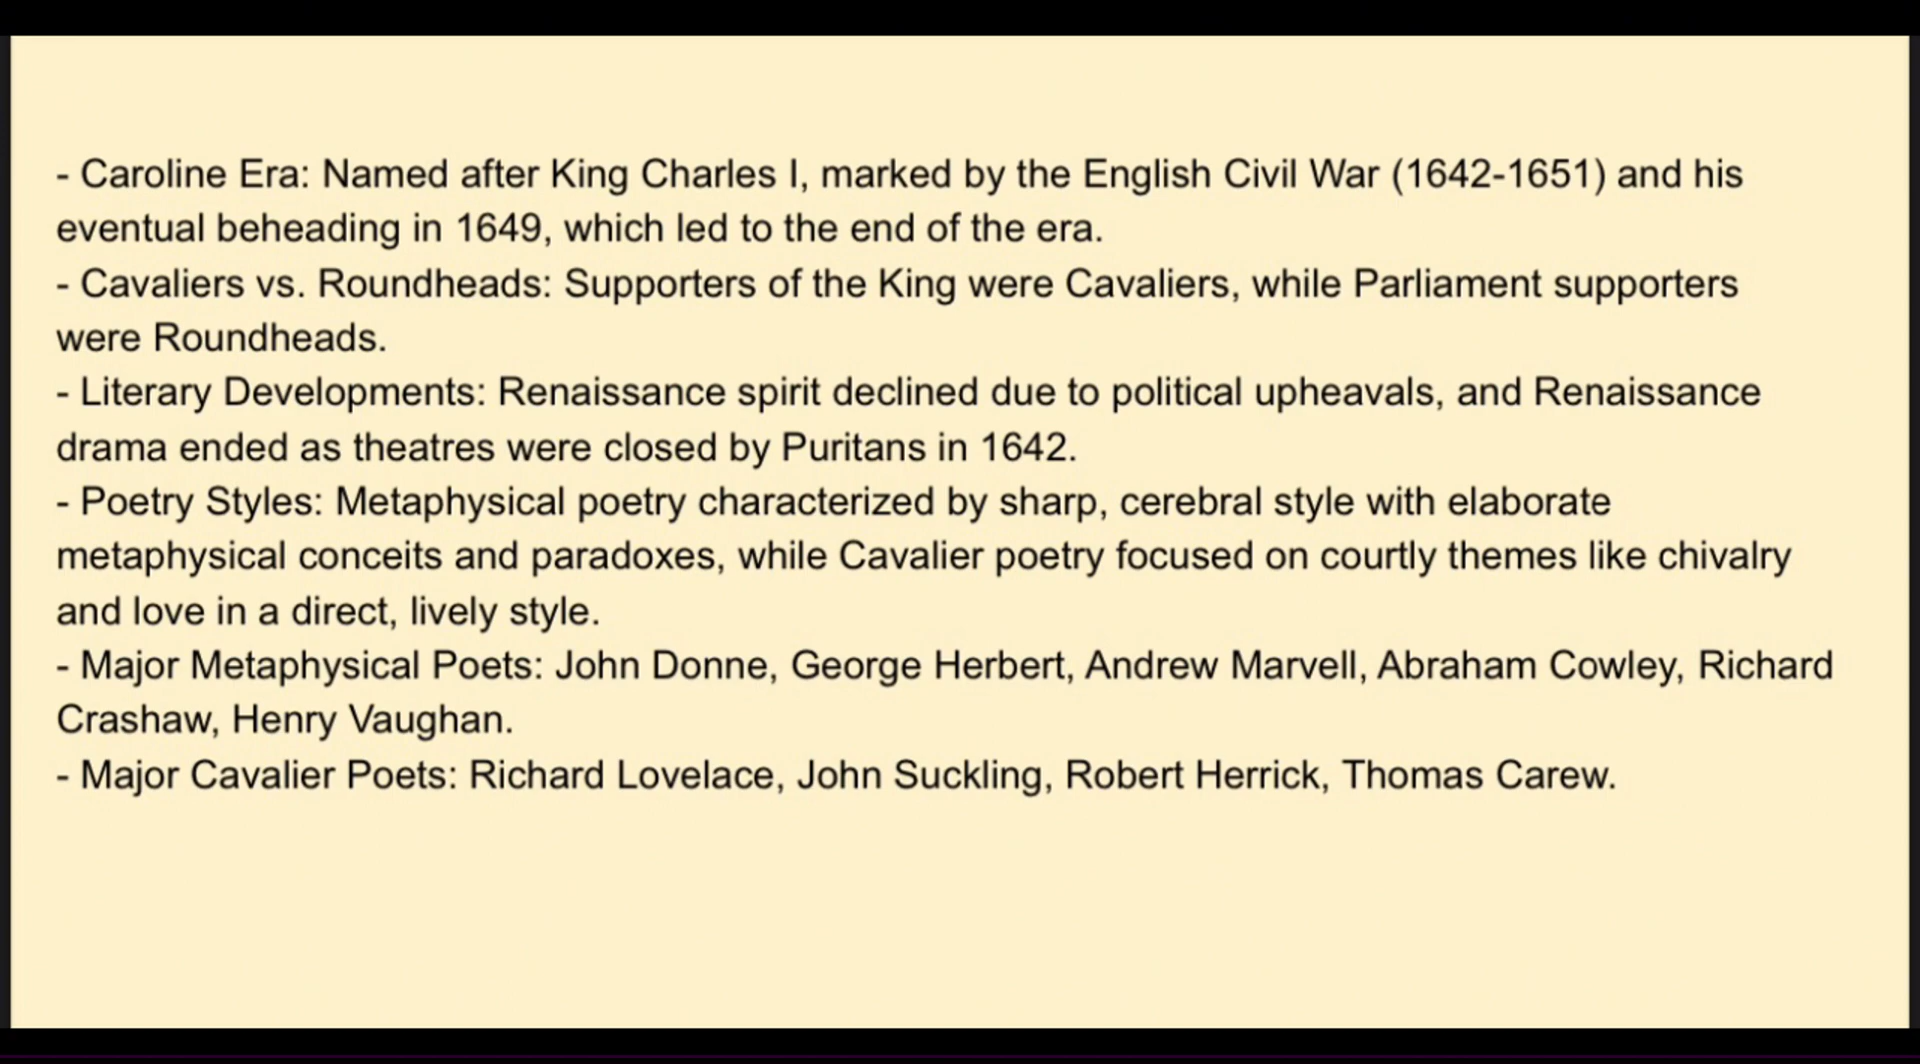 - Caroline Era: Named after King Charles I, marked by the English Civil War (1642-1651) and his
eventual beheading in 1649, which led to the end of the era.
- Cavaliers vs. Roundheads: Supporters of the King were Cavaliers, while Parliament supporters
were Roundheads.
- Literary Developments: Renaissance spirit declined due to political upheavals, and Renaissance
drama ended as theatres were closed by Puritans in 1642.
- Poetry Styles: Metaphysical poetry characterized by sharp, cerebral style with elaborate
metaphysical conceits and paradoxes, while Cavalier poetry focused on courtly themes like chivalry
and love in a direct, lively style.
- Major Metaphysical Poets: John Donne, George Herbert, Andrew Marvell, Abraham Cowley, Richard
Crashaw, Henry Vaughan.
- Major Cavalier Poets: Richard Lovelace, John Suckling, Robert Herrick, Thomas Carew.